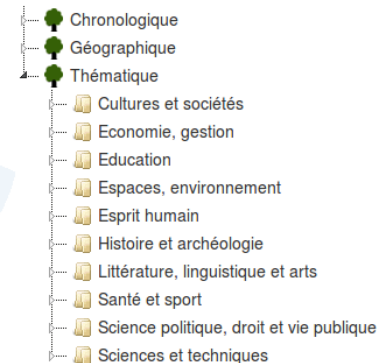 Chronologique
Géographique
Thématique
Cultures et sociétés
Economie, gestion
Education
Espaces, environnement
Esprit humain
Histoire et archéologie
Littérature, linguistique et arts
Santé et sport
Science politique, droit et vie publique
Sciences et techniques